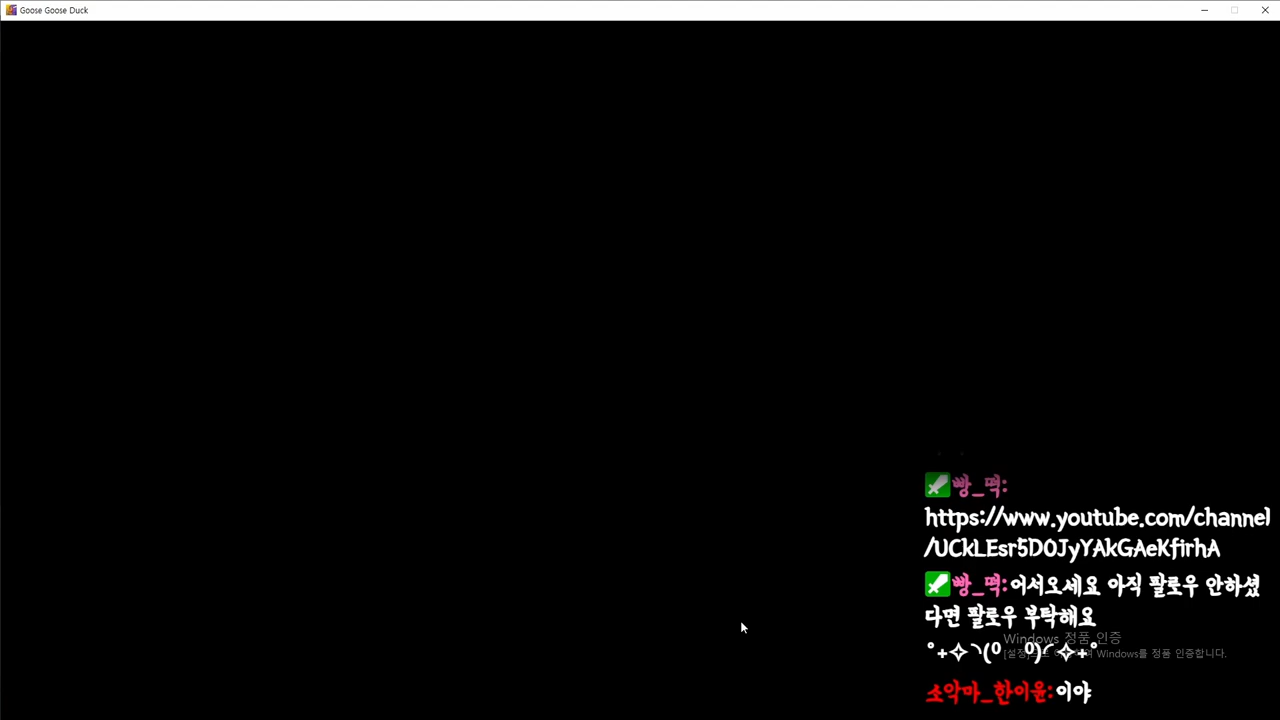 Goose Goose Duck
빵_떡:
https://www.youtube.com/channel
/UCkLEsr5D0JyYAkGAeKfirhA
빵_떡:어서오세요 아직 팔로우 안하셨
다면 팔로우 부탁해요
Windows 정품 인증
˚+✧◝(⁰ ⁰)◜✧+˚
Windows를 정품 인증합니다.
소악마_한이윤:이야